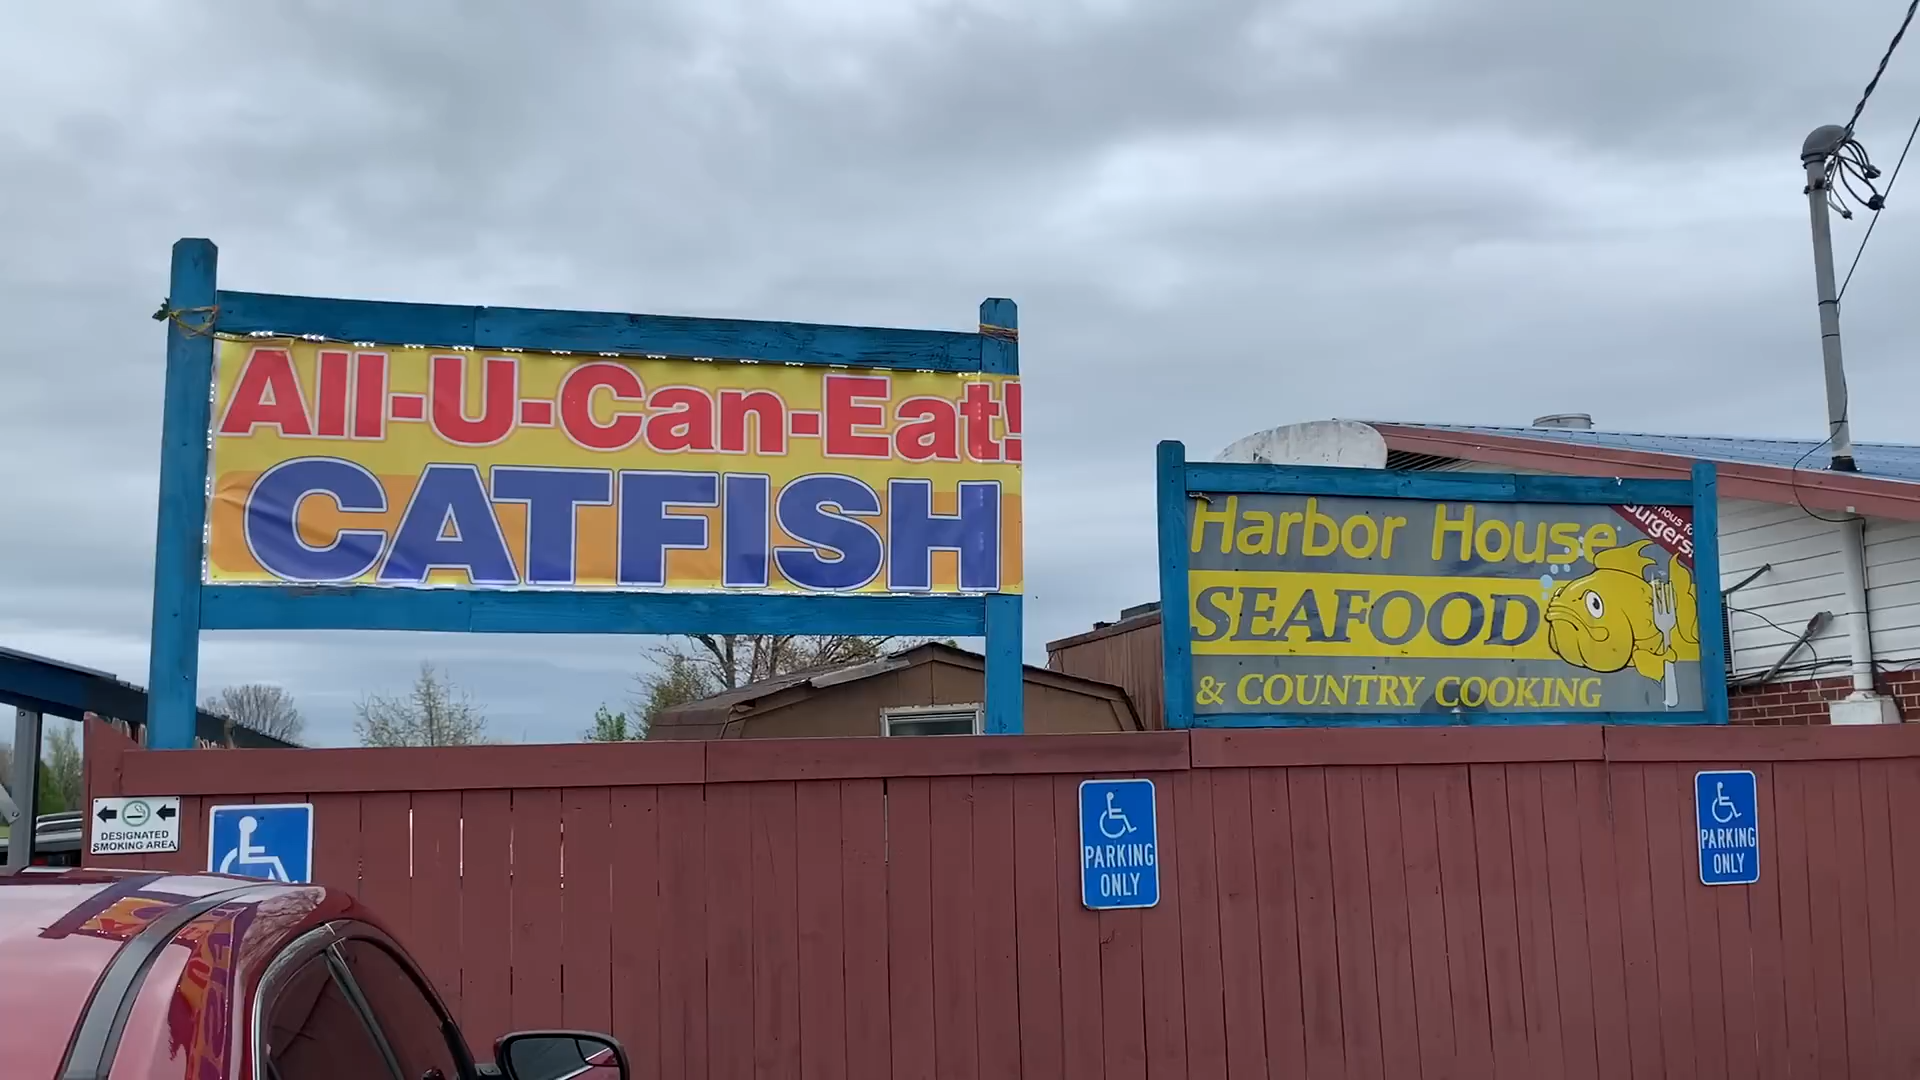 All-U-Can-Eat!
CATFISH
Harbor House
SEAFOOD
& COUNTRY COOKING
Burgers
DESIGNATED
SMOKING AREA
PARKING
ONLY
PARKING
ONLY